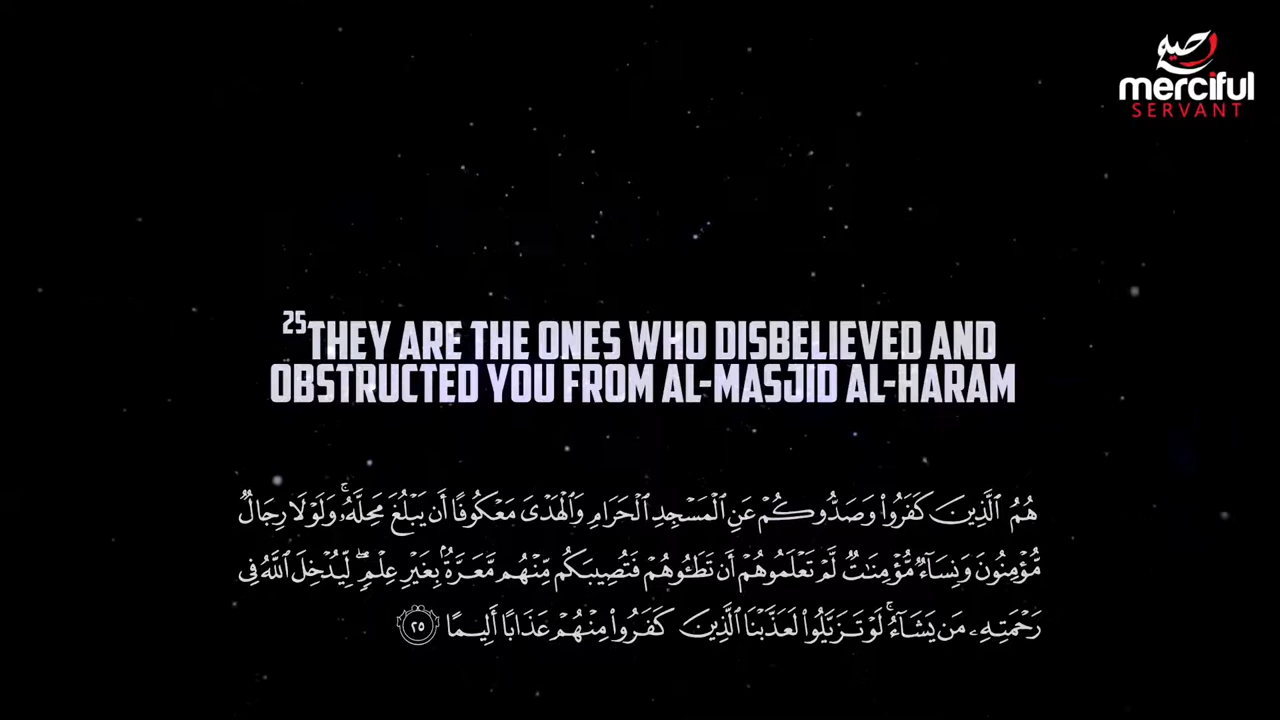 رحيم
merciful
SERVANT
25THEY ARE THE ONES WHO DISBELIEVED AND
OBSTRUCTED YOU FROM AL-MASJID AL-HARAM
هُمُ ٱلَّذِينَ كَفَرُوا۟ وَصَدُّوكُمْ عَنِ ٱلْمَسْجِدِ ٱلْحَرَامِ وَٱلْهَدْىَ مَعْكُوفًا أَن يَبْلُغَ مَحِلَّهُۥ ۚ وَلَوْلَا رِجَالٌ
مُّؤْمِنُونَ وَنِسَآءٌ مُّؤْمِنَٰتٌ لَّمْ تَعْلَمُوهُمْ أَن تَطَـُٔوهُمْ فَتُصِيبَكُم مِّنْهُم مَّعَرَّةٌۢ بِغَيْرِ عِلْمٍ ۖ لِّيُدْخِلَ ٱللَّهُ فِى
رَحْمَتِهِۦ مَن يَشَآءُ ۚ لَوْ تَزَيَّلُوا۟ لَعَذَّبْنَا ٱلَّذِينَ كَفَرُوا۟ مِنْهُمْ عَذَابًا أَلِيمًا ٢٥